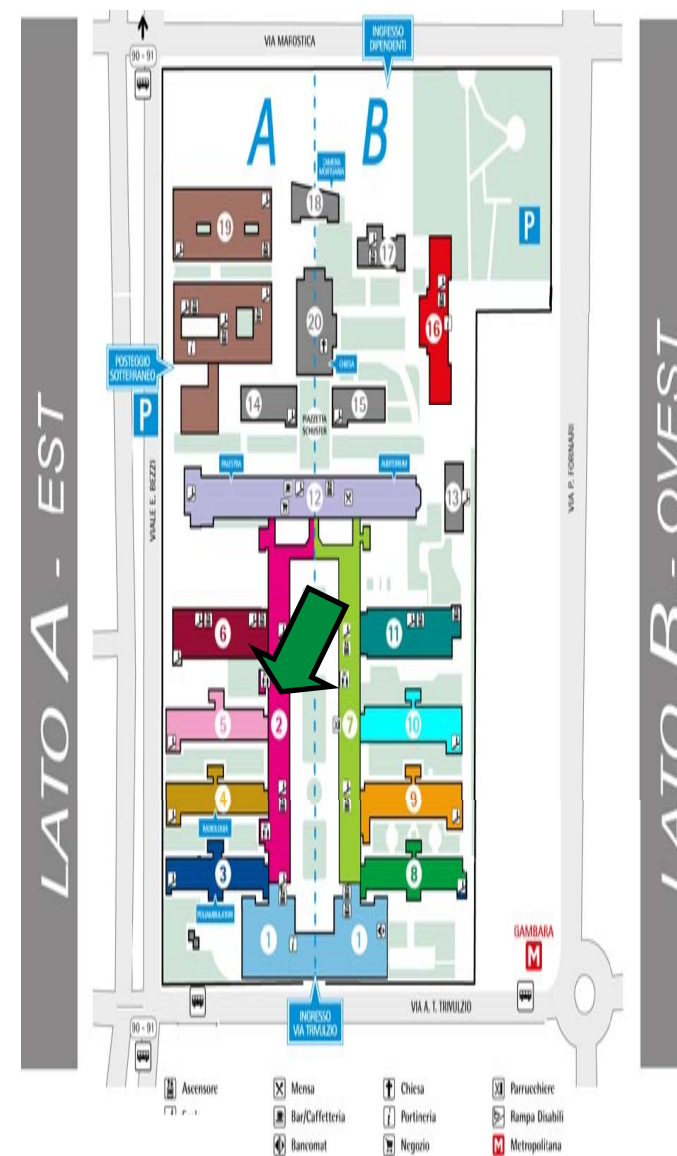 VIA MAROSTICA
INGRESSO
DIPENDENTI
90 - 91
A
B
CAMERA
MORTUARIA
18
19
17
P
20
16
CHIESA
POSTEGGIO
SOTTERRANEO
P
14
15
PIAZZETTA
SCHUSTER
PALESTRA
AUDITORIUM
12
13
VIALE E. BEZZI
VIA P. FORNARI
LATO A - EST
LATO B - OVEST
6
11
5
2
7
10
4
9
RADIOLOGIA
3
8
POLIAMBULATORI
1
1
GAMBARA
M
VIA A. T. TRIVULZIO
INGRESSO
VIA TRIVULZIO
90 - 91
Ascensore
Mensa
Chiesa
Parrucchiere
Bar/Caffetteria
Portineria
Rampa Disabili
Bancomat
Negozio
Metropolitana